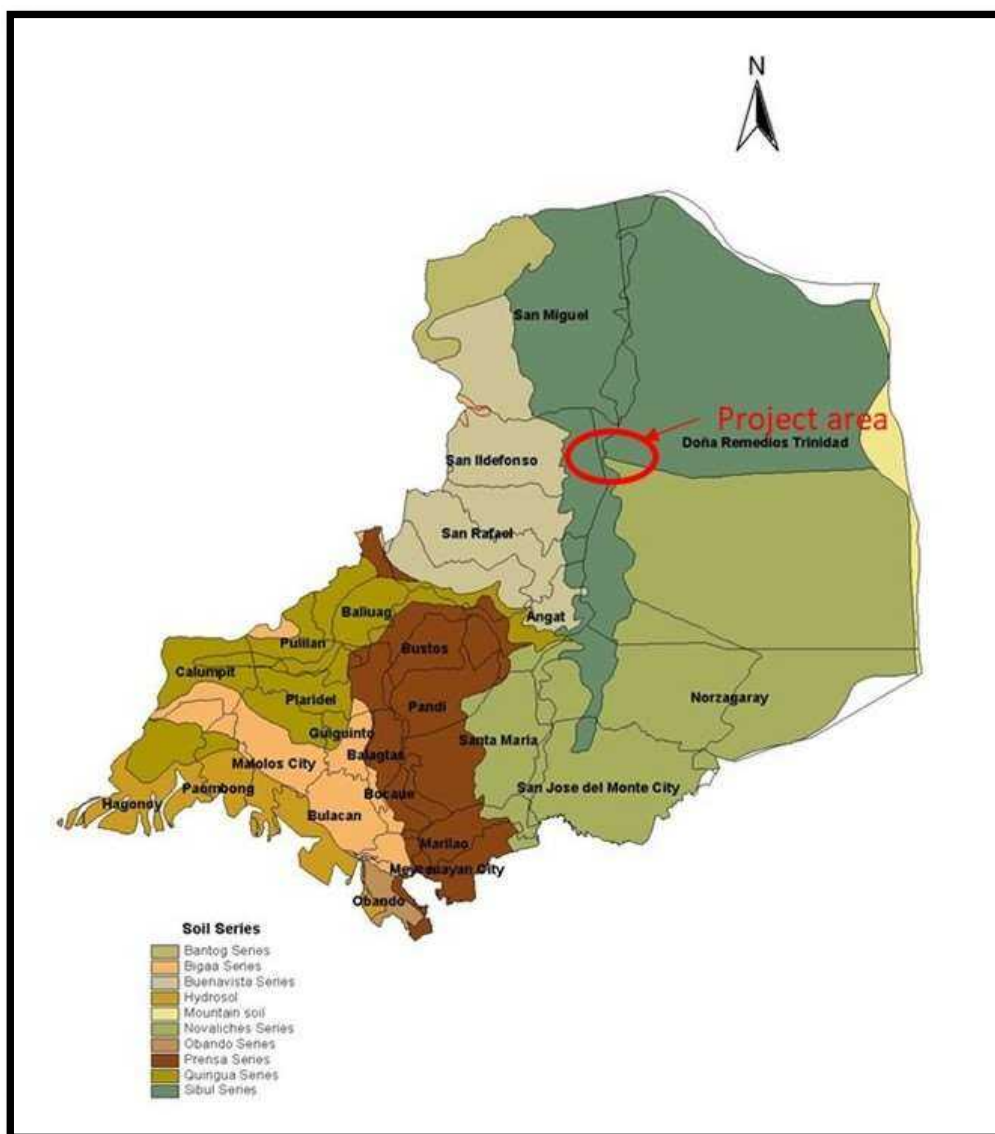 N
San Miguel
Project area
Doña Remedios Trinidad
San Ildefonso
San Rafael
Angat
Baliuag
Pulilan
Bustos
Calumpit
Plaridel
Norzagaray
Pandi
Guiguinto
Santa Maria
Balagtas
Malolos City
San Jose del Monte City
Paombong
Bocaue
Hagonoy
Bulacan
Marilao
Meycauayan City
Obando
Soil Series
Bantog Series
Bigaa Series
Buenavista Series
Hydrosol
Mountain soil
Novaliches Series
Obando Series
Prensa Series
Quingua Series
Sibul Series